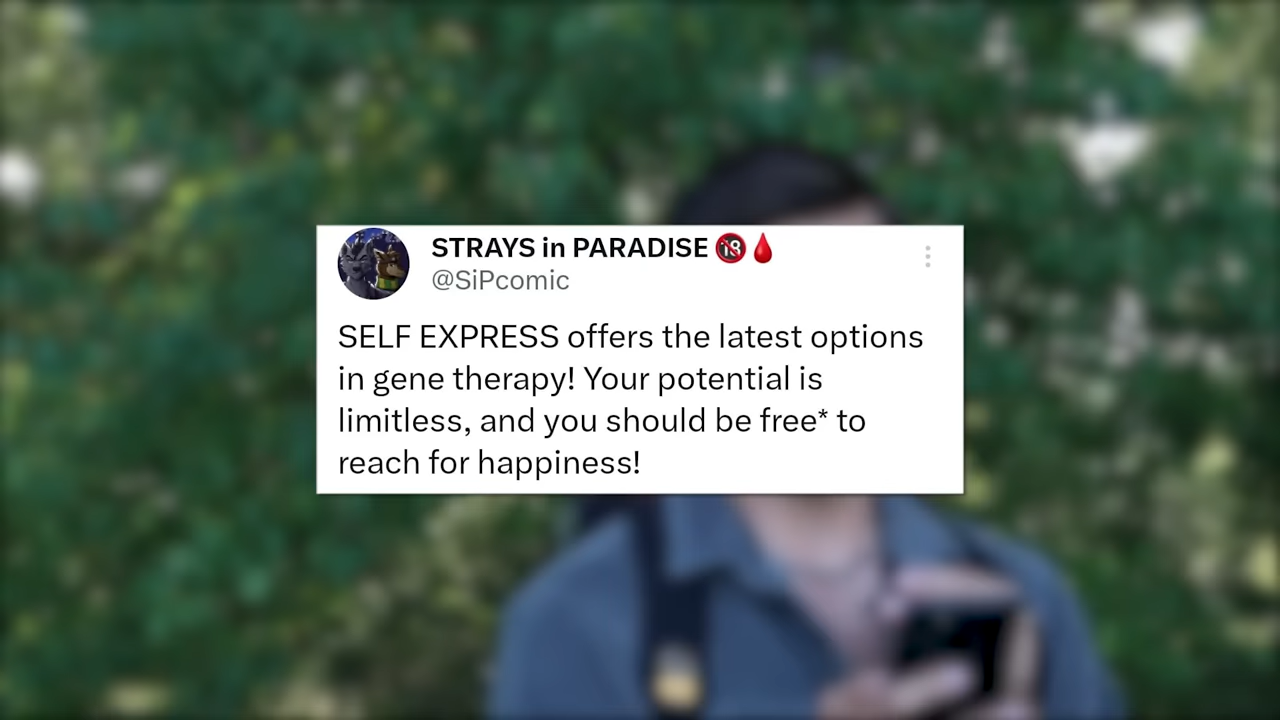 STRAYS in PARADISE 🔞🩸
@SiPcomic
SELF EXPRESS offers the latest options
in gene therapy! Your potential is
limitless, and you should be free* to
reach for happiness!